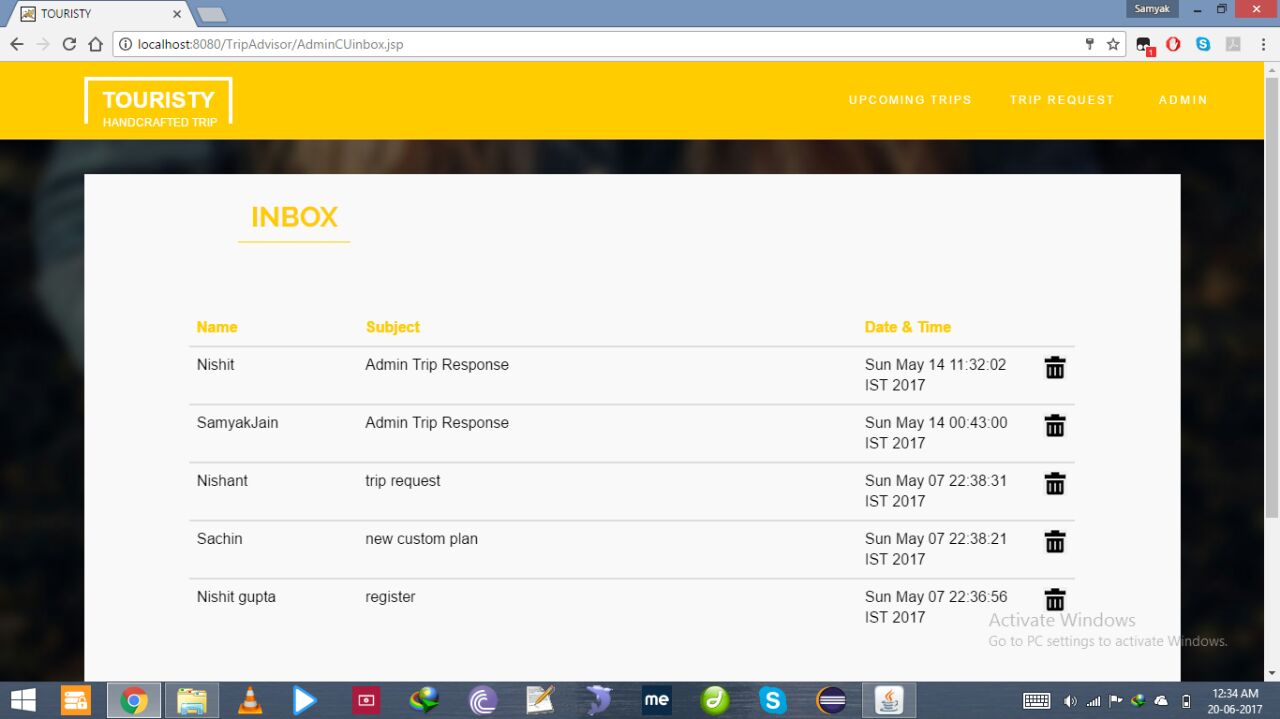 TOURISTY
Samyak
localhost:8080/TripAdvisor/AdminCUinbox.jsp
1
TOURISTY
HANDCRAFTED TRIP
UPCOMING TRIPS
TRIP REQUEST
ADMIN
INBOX
Name Subject Date & Time
Nishit Admin Trip Response Sun May 14 11:32:02
IST 2017
SamyakJain Admin Trip Response Sun May 14 00:43:00
IST 2017
Nishant trip request Sun May 07 22:38:31
IST 2017
Sachin new custom plan Sun May 07 22:38:21
IST 2017
Nishit gupta register Sun May 07 22:36:56
IST 2017
Activate Windows
Go to PC settings to activate Windows.
me
12:34 AM
20-06-2017